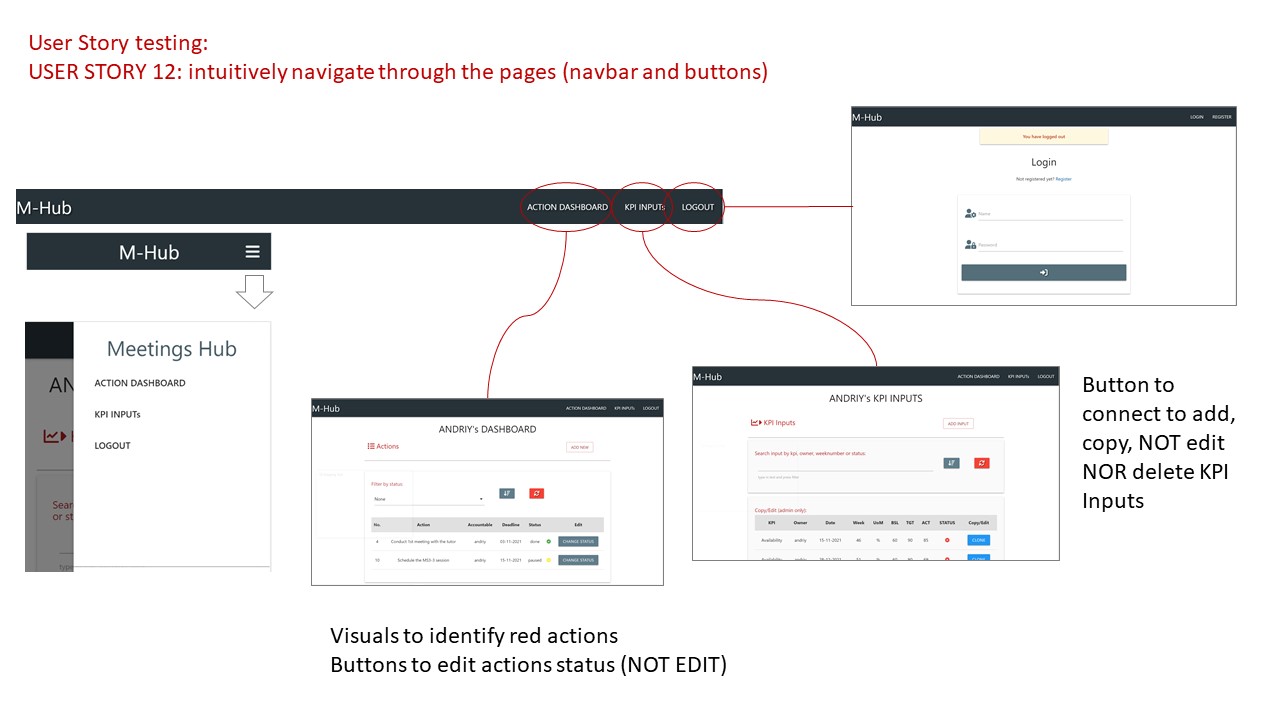 User Story testing:
USER STORY 12: intuitively navigate through the pages (navbar and buttons)
M-Hub
ACTION DASHBOARD
KPI INPUTs
LOGOUT
M-Hub
Meetings Hub
ACTION DASHBOARD
KPI INPUTs
LOGOUT
AN
Sear
or st
type
M-Hub
LOGIN
REGISTER
You have logged out
Login
Not registered yet? Register
Name
Password
M-Hub
ACTION DASHBOARD
KPI INPUTs
LOGOUT
ANDRIY's DASHBOARD
Actions
ADD NEW
Filter by status:
None
No. Action Accountable Deadline Status Edit
4 Conduct 1st meeting with the tutor andriy 03-11-2021 done CHANGE STATUS
10 Schedule the MS3-3 session andriy 15-11-2021 paused CHANGE STATUS
M-Hub
ACTION DASHBOARD
KPI INPUTs
LOGOUT
ANDRIY's KPI INPUTS
KPI Inputs
ADD INPUT
Search input by kpi, owner, weeknumber or status:
type in text and press filter
Copy/Edit (admin only):
KPI Owner Date Week UoM BSL TGT ACT STATUS Copy/Edit
Availability andriy 15-11-2021 46 % 60 90 85 CLONE
Button to
connect to add,
copy, NOT edit
NOR delete KPI
Inputs
Visuals to identify red actions
Buttons to edit actions status (NOT EDIT)